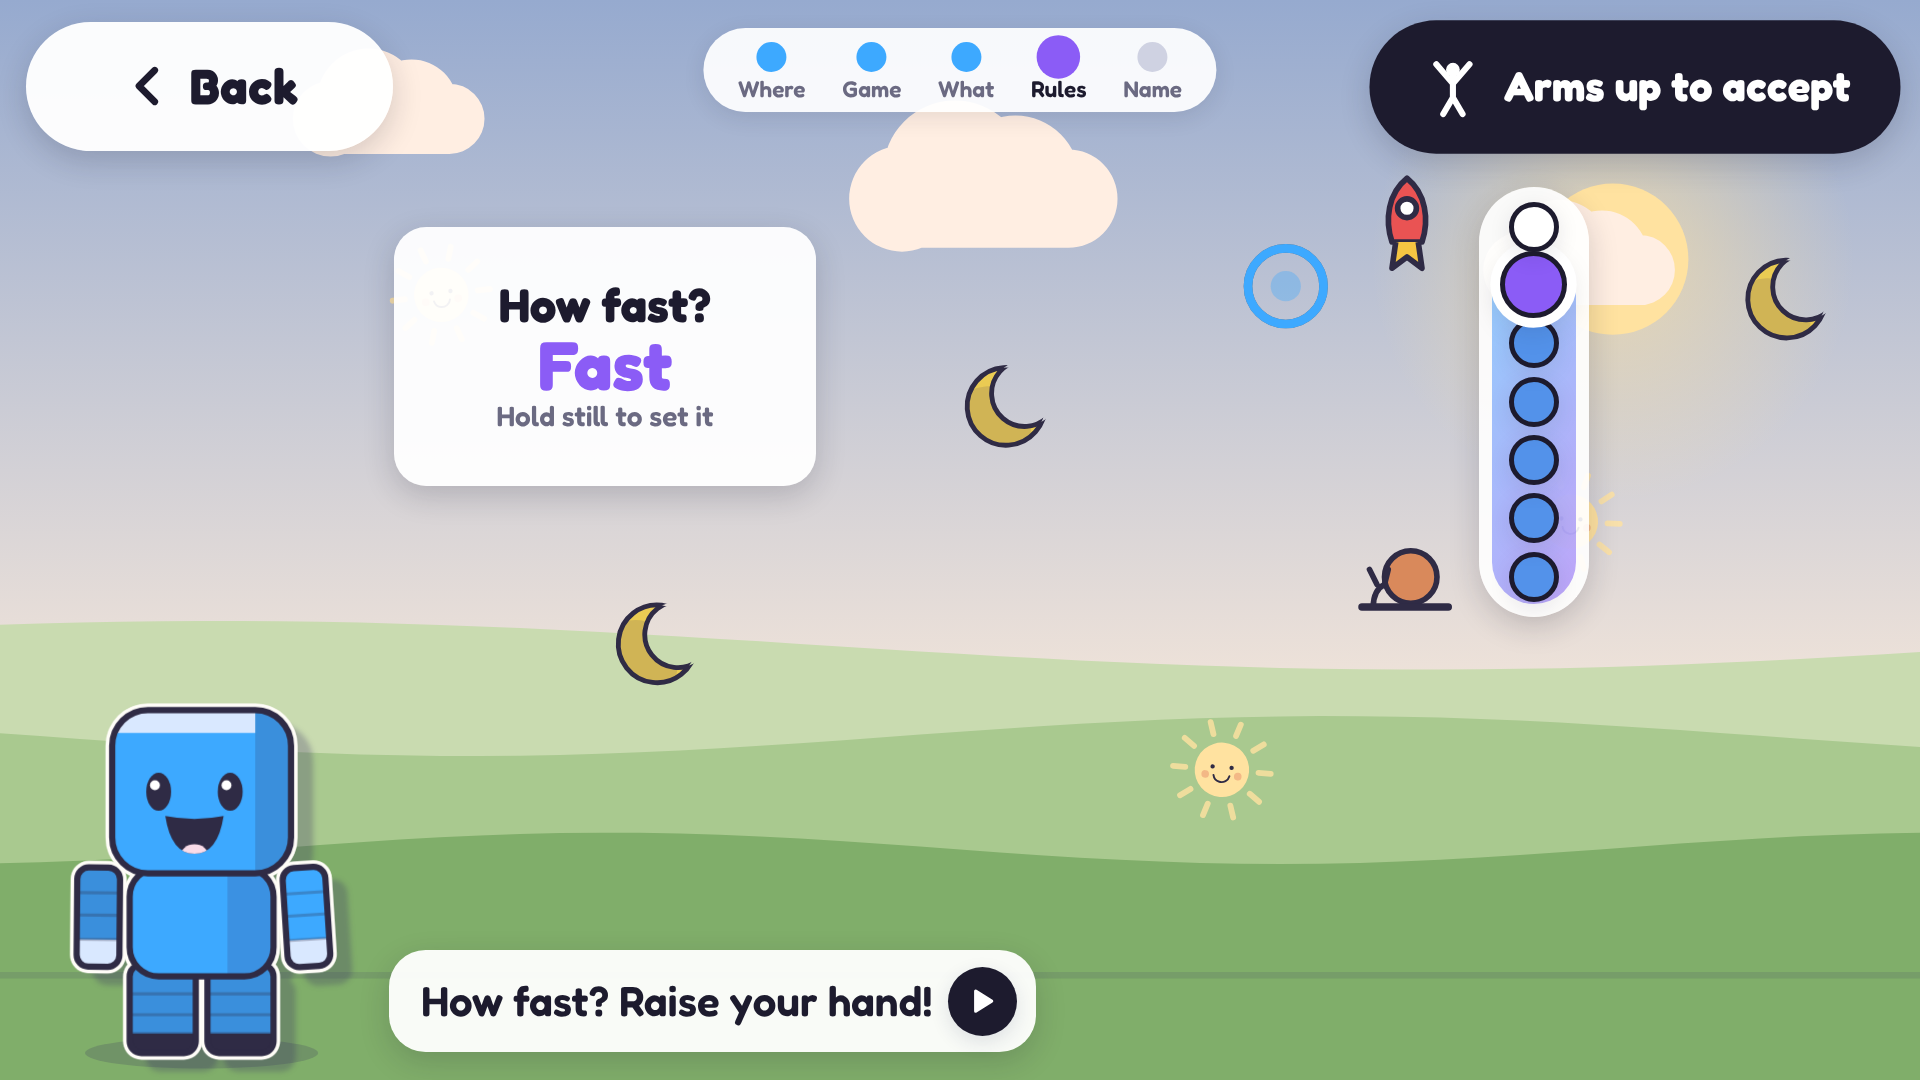 Back
Where
Game
What
Rules
Name
Arms up to accept
How fast?
Fast
Hold still to set it
How fast? Raise your hand!